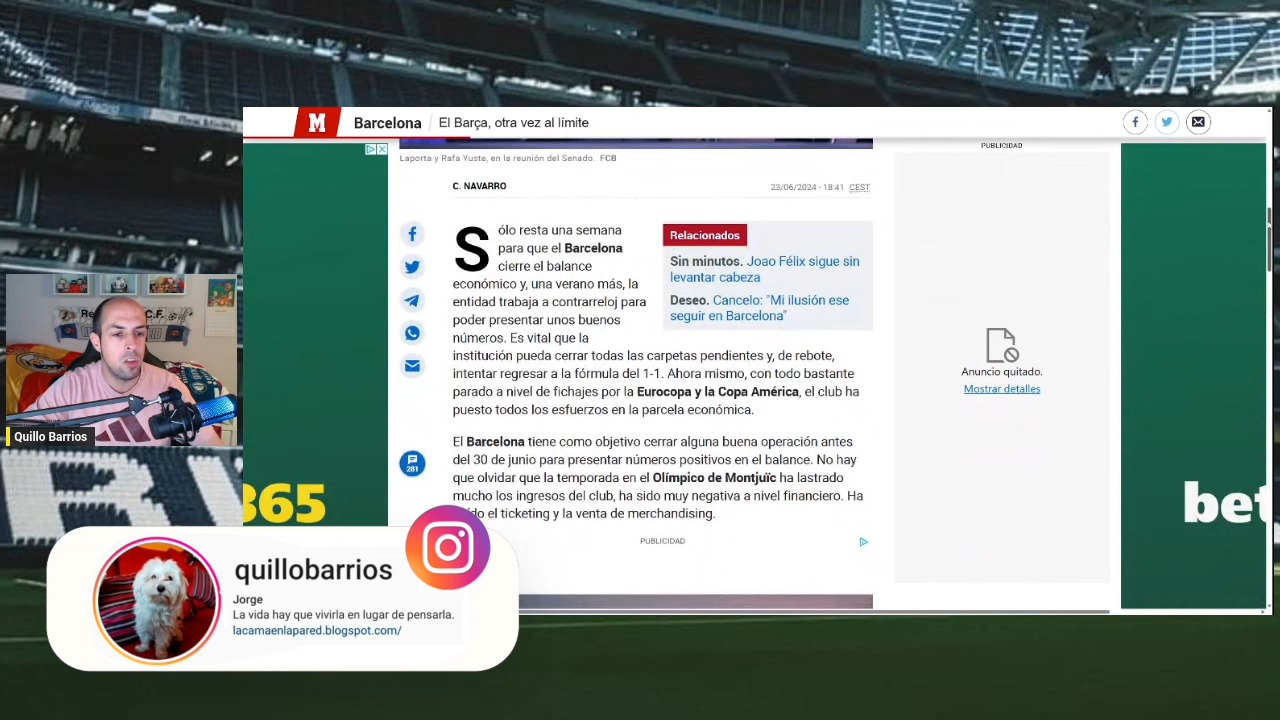 M
Barcelona
El Barça, otra vez al límite
PUBLICIDAD
Laporta y Rafa Yuste, en la reunión del Senado. FCB
C. NAVARRO
23/06/2024 - 18:41 CEST
Sólo resta una semana
para que el Barcelona
cierre el balance
económico y, una verano más, la
entidad trabaja a contrarreloj para
poder presentar unos buenos
números. Es vital que la
institución pueda cerrar todas las carpetas pendientes y, de rebote,
intentar regresar a la fórmula del 1-1. Ahora mismo, con todo bastante
parado a nivel de fichajes por la Eurocopa y la Copa América, el club ha
puesto todos los esfuerzos en la parcela económica.
Relacionados
Sin minutos. Joao Félix sigue sin
levantar cabeza
Deseo. Cancelo: "Mi ilusión ese
seguir en Barcelona"
El Barcelona tiene como objetivo cerrar alguna buena operación antes
del 30 de junio para presentar números positivos en el balance. No hay
que olvidar que la temporada en el Olímpico de Montjuïc ha lastrado
mucho los ingresos del club, ha sido muy negativa a nivel financiero. Ha
el ticketing y la venta de merchandising.
281
PUBLICIDAD
Anuncio quitado.
Mostrar detalles
365
bet
Quillo Barrios
quillobarrios
Jorge
La vida hay que vivirla en lugar de pensarla.
lacamaenlapared.blogspot.com/